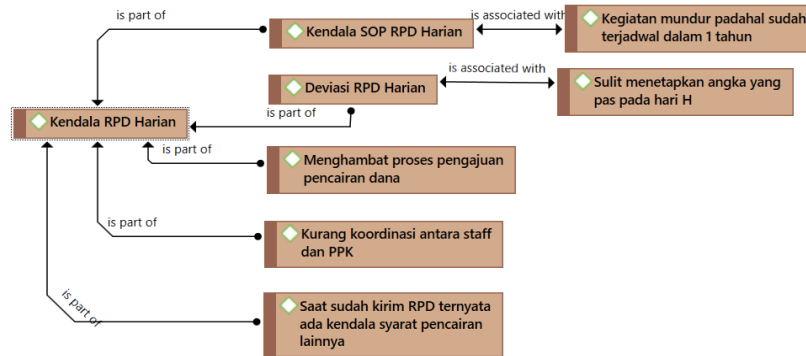 is part of
Kendala SOP RPD Harian
is associated with
Kegiatan mundur padahal sudah
terjadwal dalam 1 tahun
Deviasi RPD Harian
is associated with
Sulit menetapkan angka yang
pas pada hari H
Kendala RPD Harian
is part of
is part of
Menghambat proses pengajuan
pencairan dana
is part of
Kurang koordinasi antara staff
dan PPK
is part of
Saat sudah kirim RPD ternyata
ada kendala syarat pencairan
lainnya